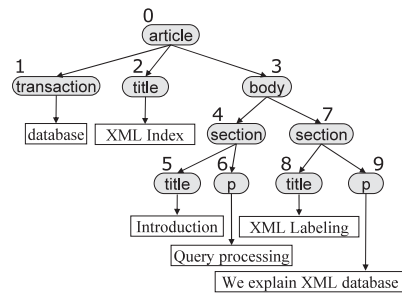 0
article
1
2
3
transaction
title
body
database
XML Index
4
7
section
section
5
6
8
9
title
p
title
p
Introduction
XML Labeling
Query processing
We explain XML database